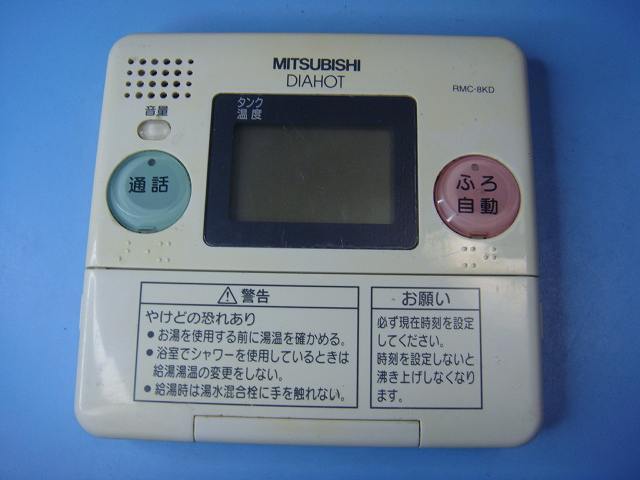 MITSUBISHI
DIAHOT
RMC-8KD
音量
タンク
温度
通話
ふろ
自動
警告
やけどの恐れあり
● お湯を使用する前に湯温を確かめる。
● 浴室でシャワーを使用しているときは
給湯湯温の変更をしない。
● 給湯時は湯水混合栓に手を触れない。
お願い
必ず現在時刻を設定
してください。
時刻を設定しないと
沸き上げしなくなり
ます。